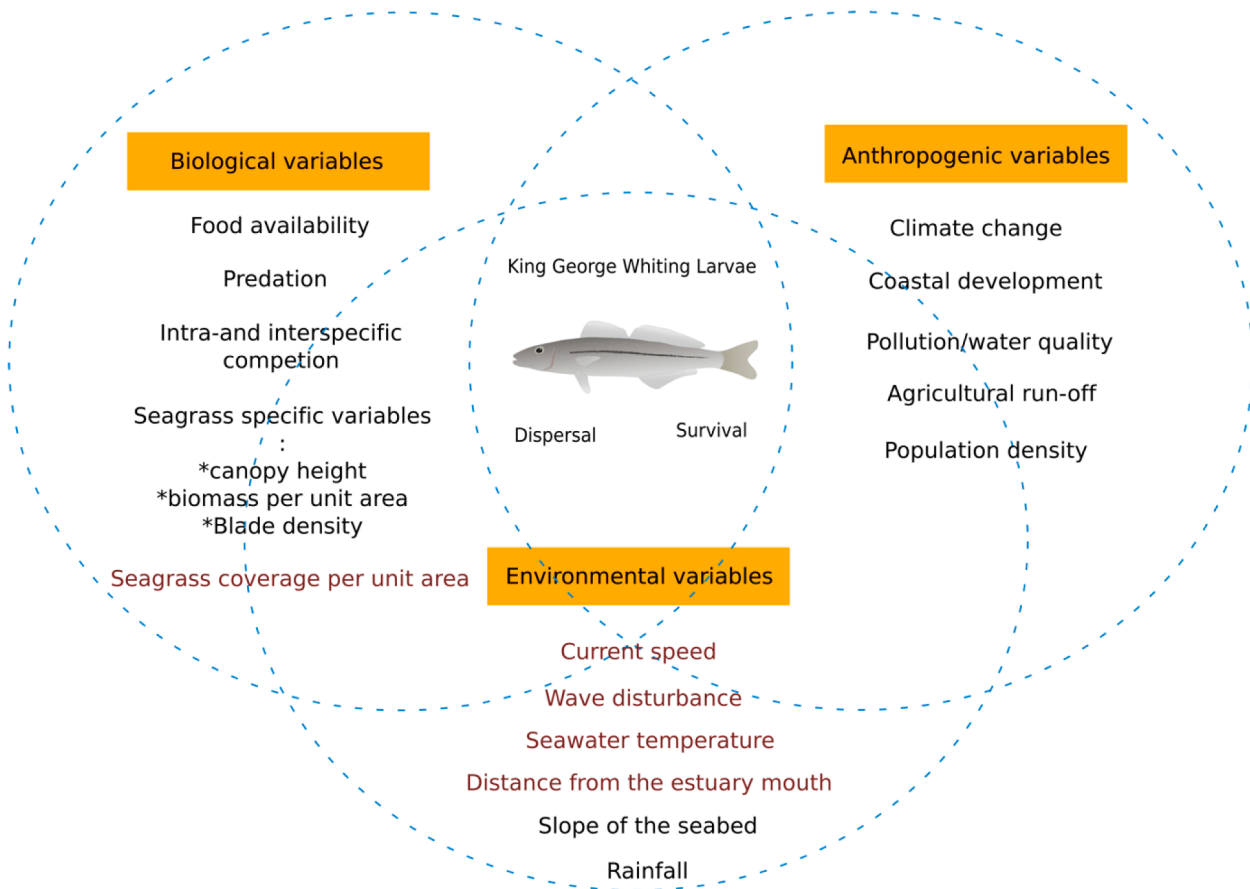 Biological variables
Food availability
Predation
Intra-and interspecific
competion
Seagrass specific variables
:
*canopy height
*biomass per unit area
*Blade density
Seagrass coverage per unit area
King George Whiting Larvae
Dispersal
Survival
Anthropogenic variables
Climate change
Coastal development
Pollution/water quality
Agricultural run-off
Population density
Environmental variables
Current speed
Wave disturbance
Seawater temperature
Distance from the estuary mouth
Slope of the seabed
Rainfall